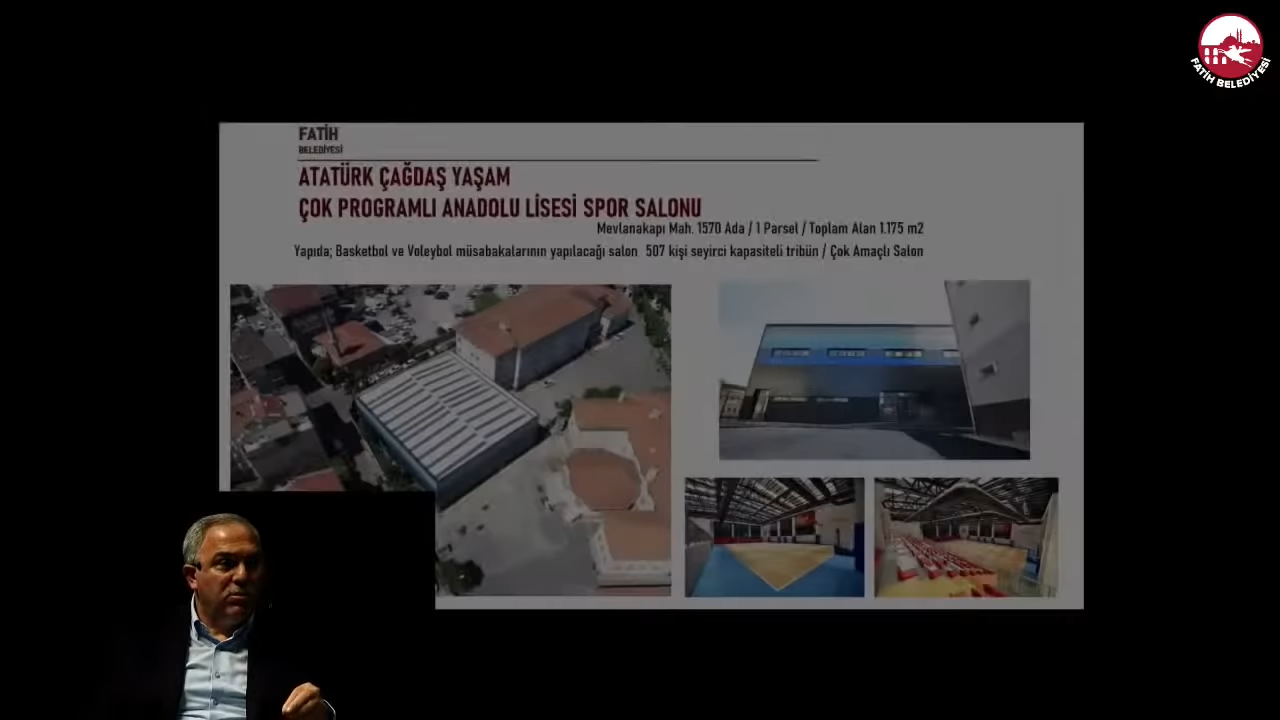 FATİH BELEDİYESİ
FATİH
BELEDİYESİ
ATATÜRK ÇAĞDAŞ YAŞAM
ÇOK PROGRAMLI ANADOLU LİSESİ SPOR SALONU
Mevlanakapı Mah. 1570 Ada / 1 Parsel / Toplam Alan 1.175 m2
Yapıda; Basketbol ve Voleybol müsabakalarının yapılacağı salon 507 kişi seyirci kapasiteli tribün / Çok Amaçlı Salon